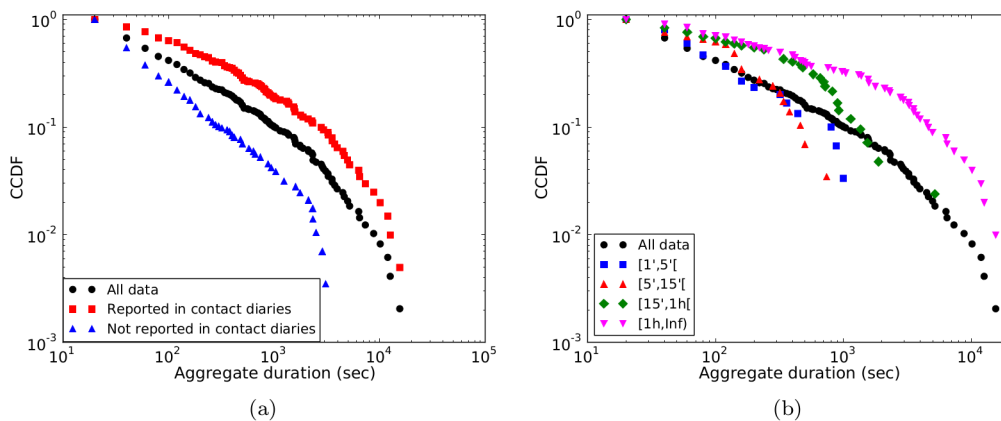 10^0
10^-1
10^-2
10^-3
CCDF
All data
Reported in contact diaries
Not reported in contact diaries
10^1 10^2 10^3 10^4 10^5
Aggregate duration (sec)
(a)
10^0
10^-1
10^-2
10^-3
CCDF
All data
[1',5'[
[5',15'[
[15',1h[
[1h,Inf)
10^1 10^2 10^3 10^4
Aggregate duration (sec)
(b)